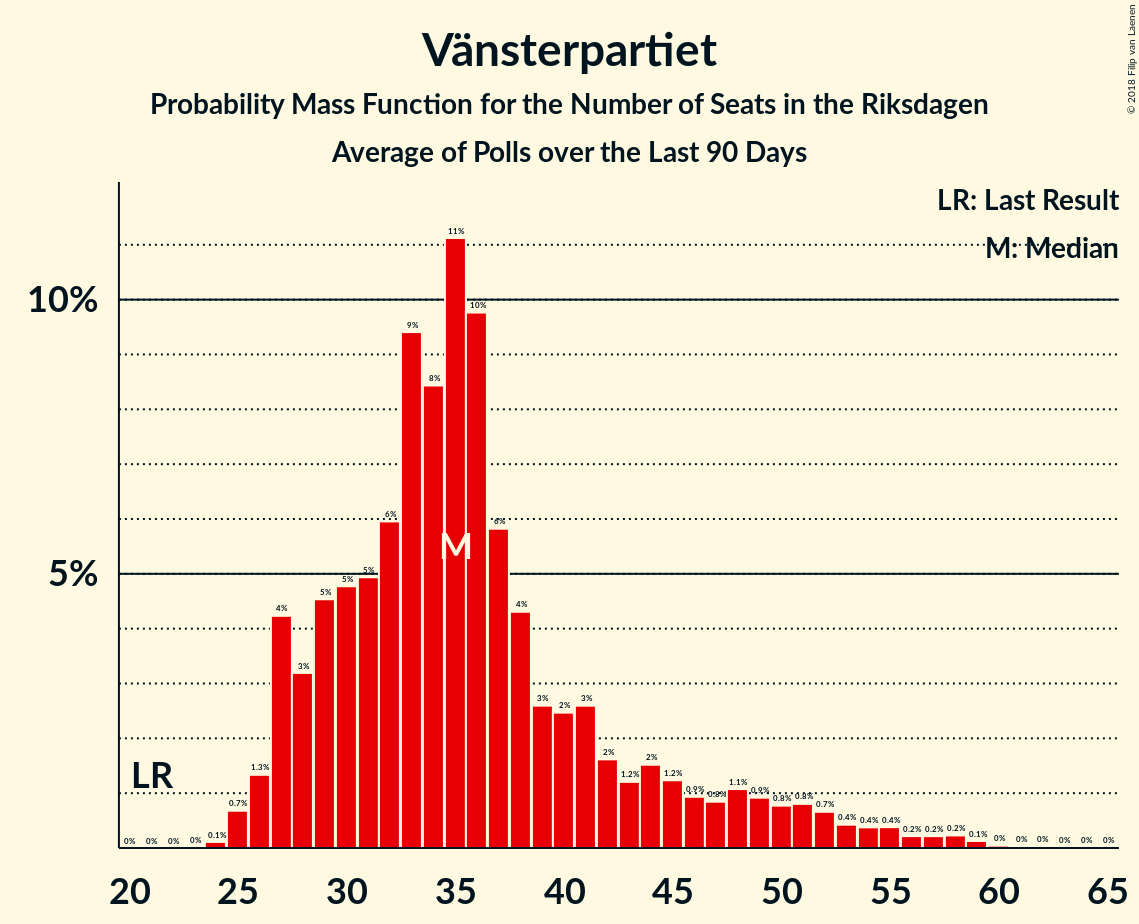 © 2018 Filip van Laenen
Vänsterpartiet
Probability Mass Function for the Number of Seats in the Riksdagen
Average of Polls over the Last 90 Days
LR: Last Result
M: Median
10%
5%
LR
M
0% 0% 0% 0% 0.1% 0.7% 1.3% 4% 3% 5% 5% 5% 6% 9% 8% 11% 10% 6% 4% 3% 2% 3% 2% 1.2% 2% 1.2% 0.9% 0.8% 1.1% 0.9% 0.8% 0.8% 0.7% 0.4% 0.4% 0.4% 0.2% 0.2% 0.2% 0.1% 0% 0% 0% 0% 0% 0%
20 25 30 35 40 45 50 55 60 65